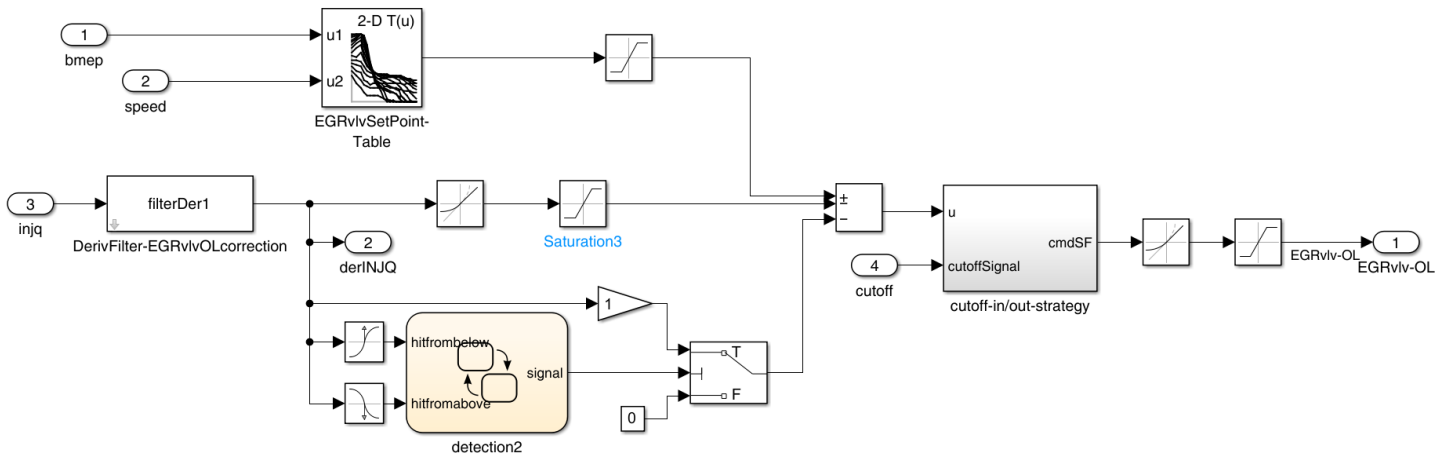 1
bmep
2
speed
2-D T(u)
u1
u2
EGRvlvSetPoint-
Table
3
injq
filterDer1
DerivFilter-EGRvlvOLcorrection
2
derINJQ
Saturation3
1
hitfrombelow
hitfromabove
signal
detection2
0
T
F
±
±
−
4
cutoff
u
cutoffSignal
cmdSF
cutoff-in/out-strategy
EGRvlv-OL
1
EGRvlv-OL